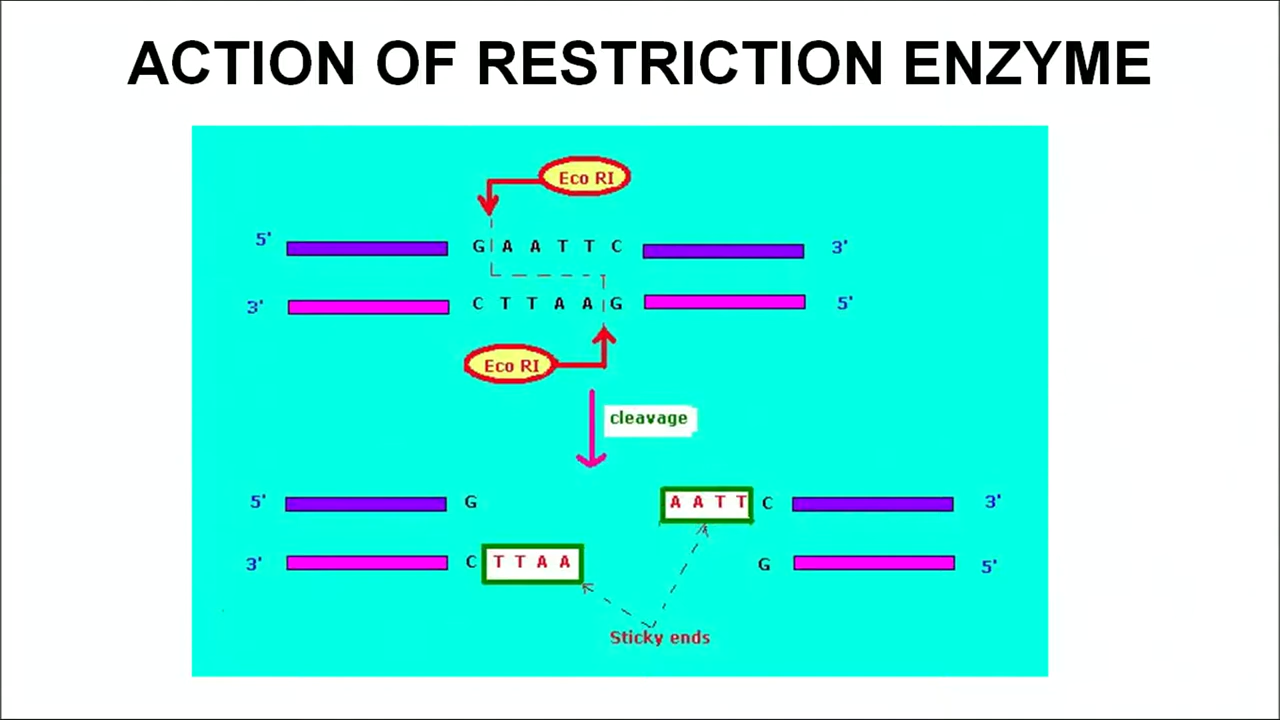 ACTION OF RESTRICTION ENZYME
Eco RI
5' G A A T T C 3'
3' C T T A A G 5'
Eco RI
cleavage
5' G A A T T C 3'
3' C T T A A G 5'
Sticky ends